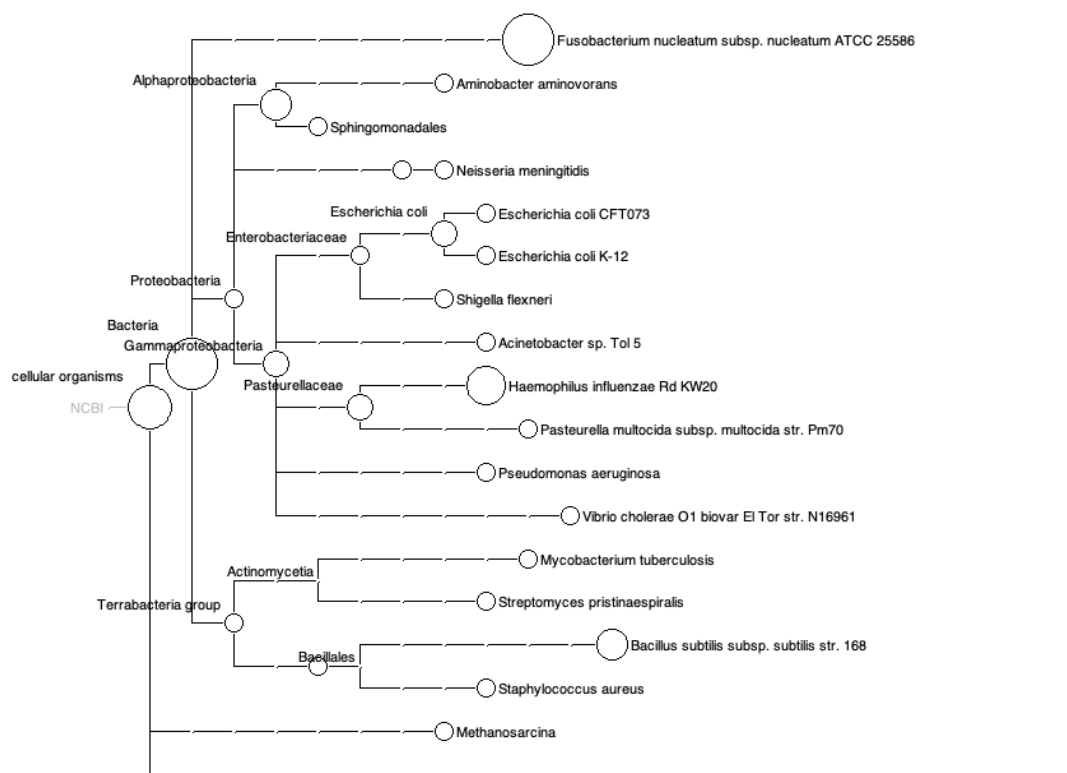 Fusobacterium nucleatum subsp. nucleatum ATCC 25586
Alphaproteobacteria
Aminobacter aminovorans
Sphingomonadales
Neisseria meningitidis
Escherichia coli
Escherichia coli CFT073
Enterobacteriaceae
Escherichia coli K-12
Proteobacteria
Shigella flexneri
Bacteria
Gammaproteobacteria
Acinetobacter sp. Tol 5
cellular organisms
Pasteurellaceae
Haemophilus influenzae Rd KW20
NCBI
Pasteurella multocida subsp. multocida str. Pm70
Pseudomonas aeruginosa
Vibrio cholerae O1 biovar El Tor str. N16961
Mycobacterium tuberculosis
Actinomycetia
Streptomyces pristinaespiralis
Terrabacteria group
Bacillus subtilis subsp. subtilis str. 168
Bacillales
Staphylococcus aureus
Methanosarcina